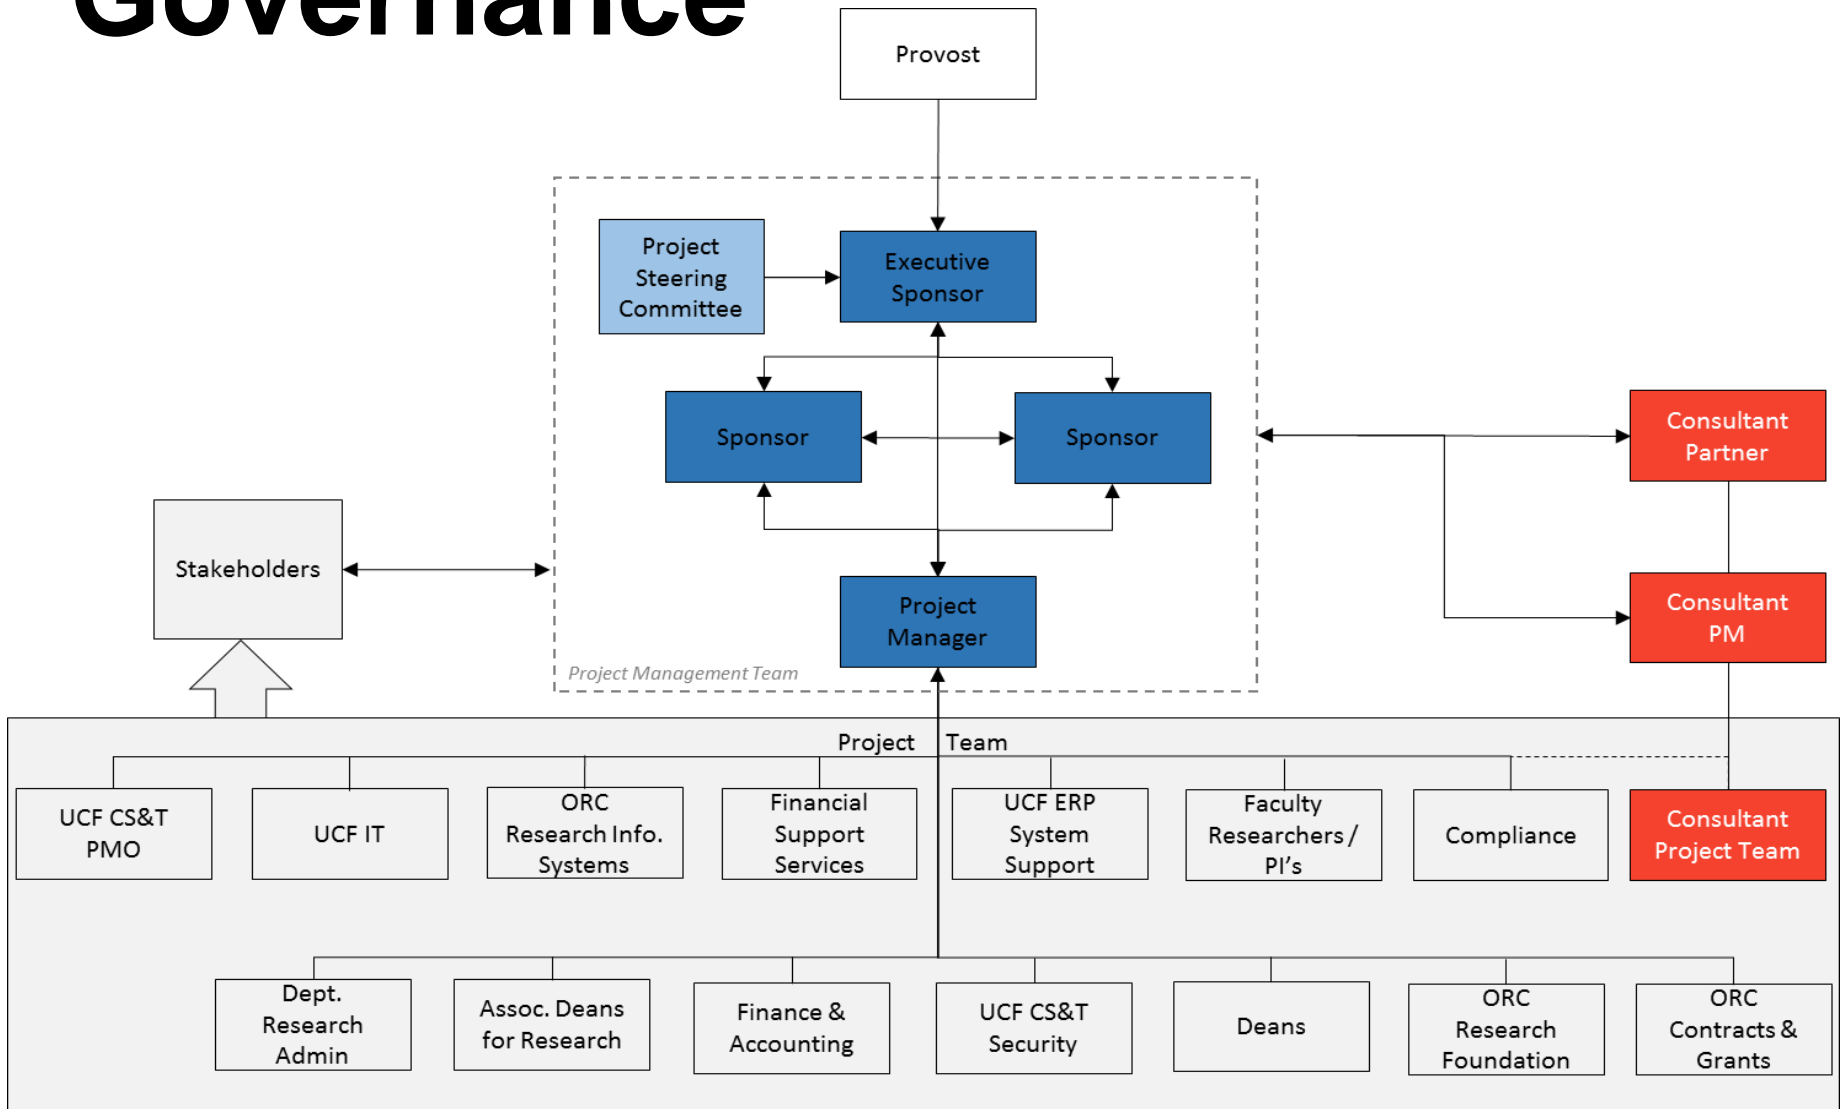 Governance
Provost
Project
Steering
Committee
Executive
Sponsor
Sponsor
Sponsor
Consultant
Partner
Stakeholders
Project
Manager
Consultant
PM
Project Management Team
Project Team
UCF CS&T
PMO
UCF IT
ORC
Research Info.
Systems
Financial
Support
Services
UCF ERP
System
Support
Faculty
Researchers /
PI's
Compliance
Consultant
Project Team
Dept.
Research
Admin
Assoc. Deans
for Research
Finance &
Accounting
UCF CS&T
Security
Deans
ORC
Research
Foundation
ORC
Contracts &
Grants